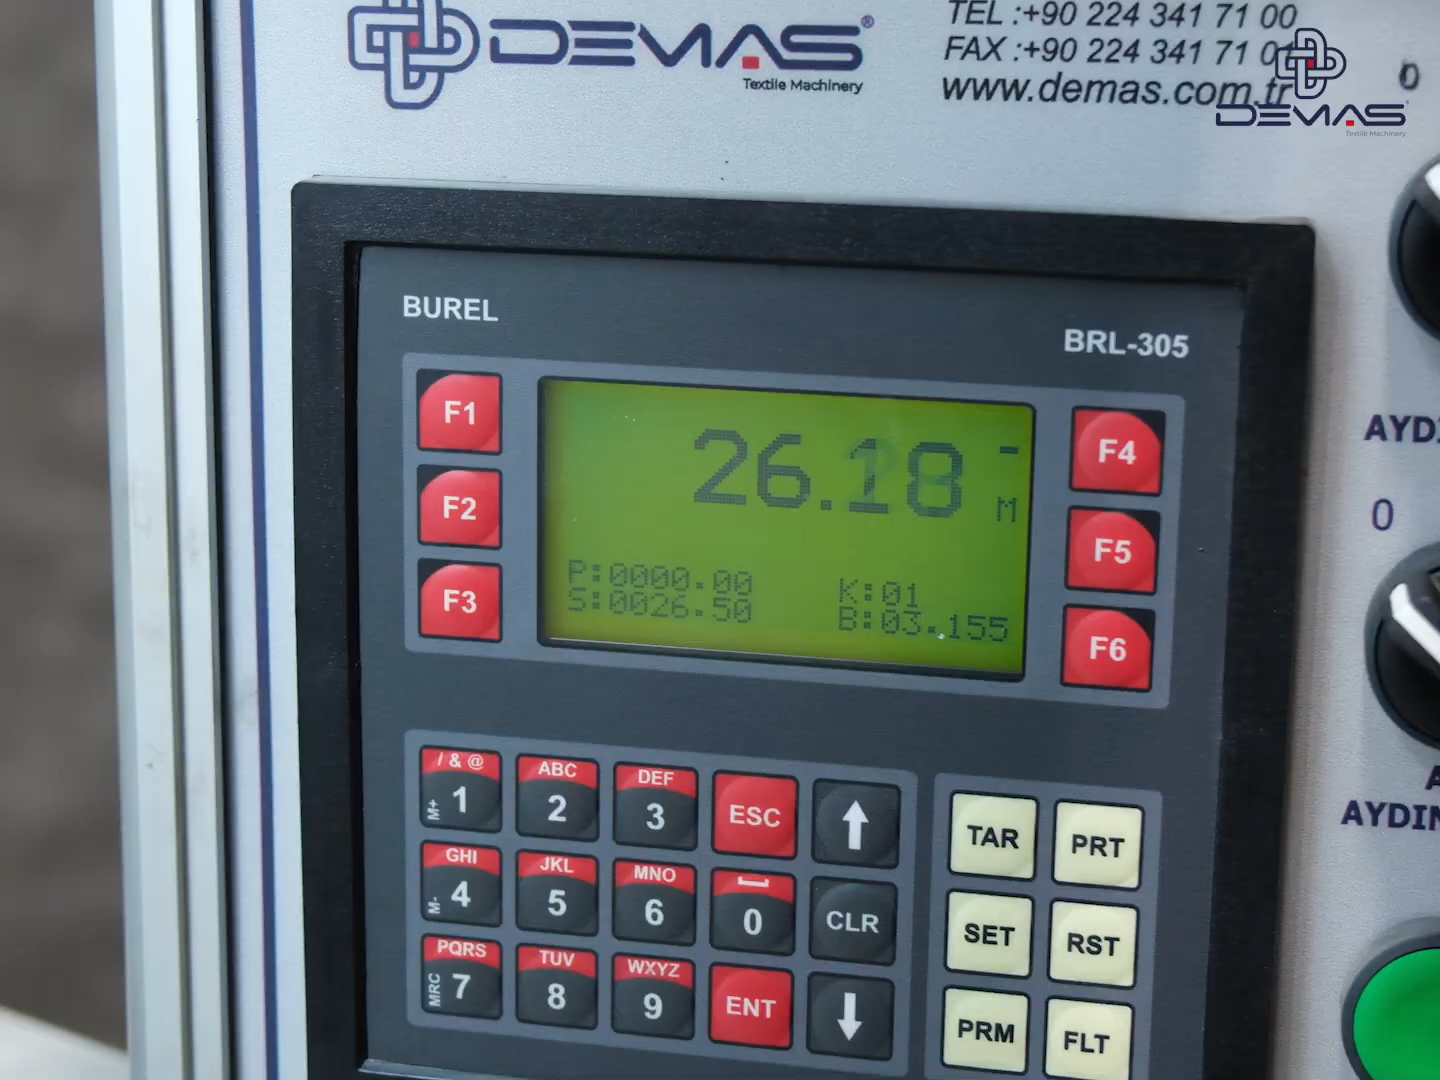 DEMAS®
Textile Machinery
TEL :+90 224 341 71 00
FAX :+90 224 341 71 01
www.demas.com.tr
DEMAS
Textile Machinery
0
BUREL
BRL-305
F1
F2
F3
26.18 -
M
P:0000.00 K:01
S:0026.50 B:03.155
F4
F5
F6
0
/ & @
M+ 1
ABC
2
DEF
3
ESC
GHI
M- 4
JKL
5
MNO
6
0
CLR
PQRS
MRC 7
TUV
8
WXYZ
9
ENT
TAR
PRT
SET
RST
PRM
FLT